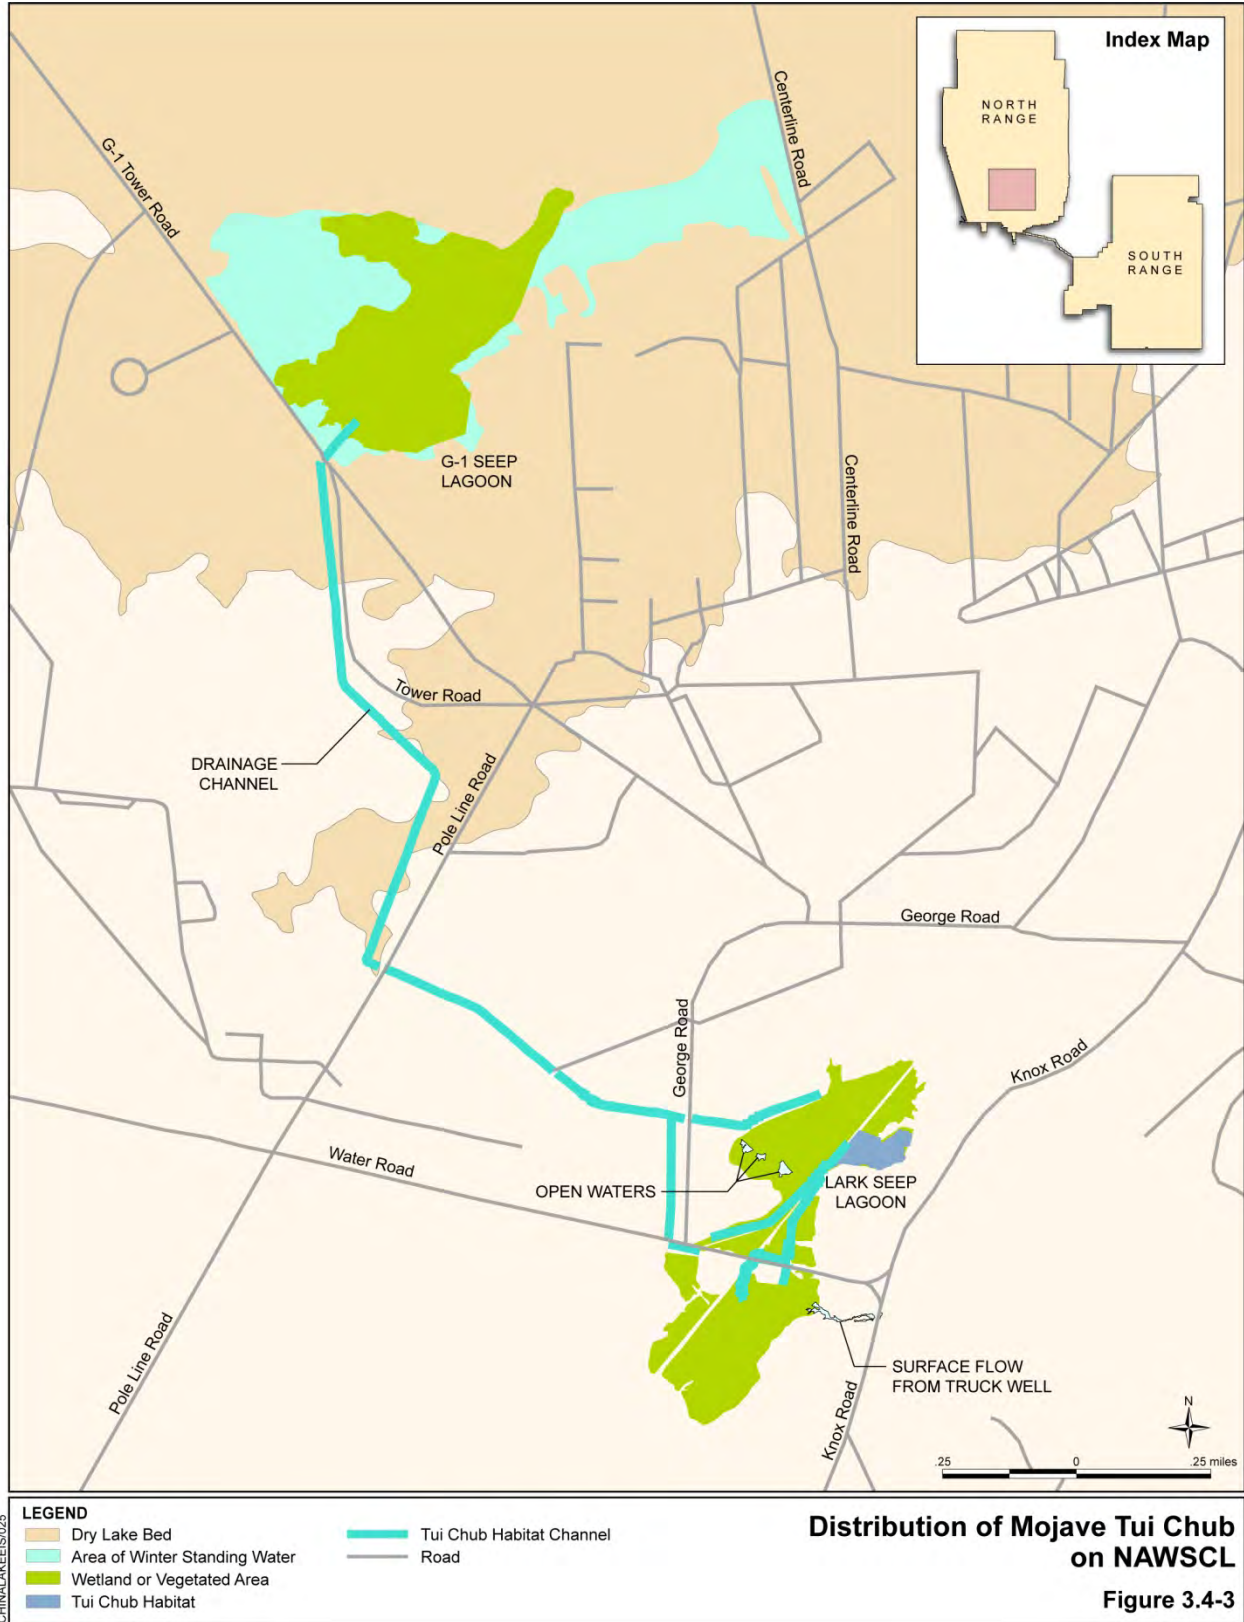 Index Map
NORTH
RANGE
SOUTH
RANGE
Centerline Road
G-1 Tower Road
G-1 SEEP
LAGOON
Centerline Road
Tower Road
DRAINAGE
CHANNEL
Pole Line Road
George Road
George Road
Knox Road
Water Road
OPEN WATERS
LARK SEEP
LAGOON
Pole Line Road
SURFACE FLOW
FROM TRUCK WELL
Knox Road
N
.25 0 .25 miles
CHINALAKEEIS/025
LEGEND
Dry Lake Bed
Area of Winter Standing Water
Wetland or Vegetated Area
Tui Chub Habitat
Tui Chub Habitat Channel
Road
Distribution of Mojave Tui Chub
on NAWSCL
Figure 3.4-3